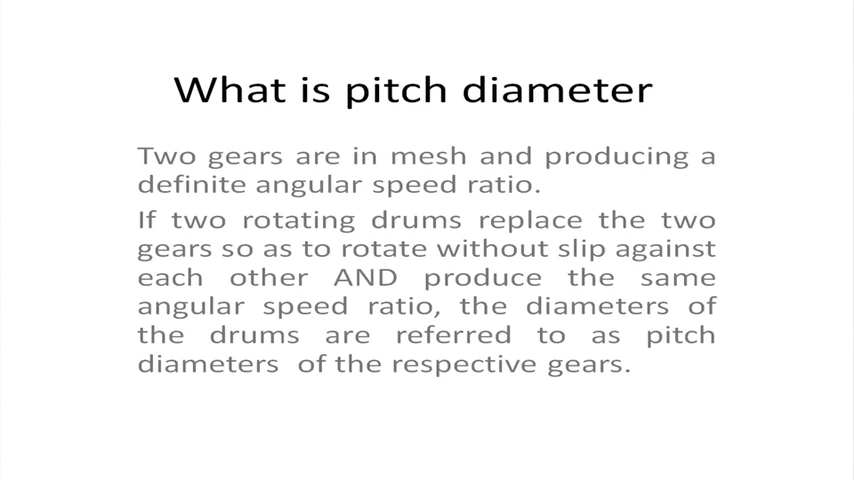 What is pitch diameter
Two gears are in mesh and producing a
definite angular speed ratio.
If two rotating drums replace the two
gears so as to rotate without slip against
each other AND produce the same
angular speed ratio, the diameters of
the drums are referred to as pitch
diameters of the respective gears.